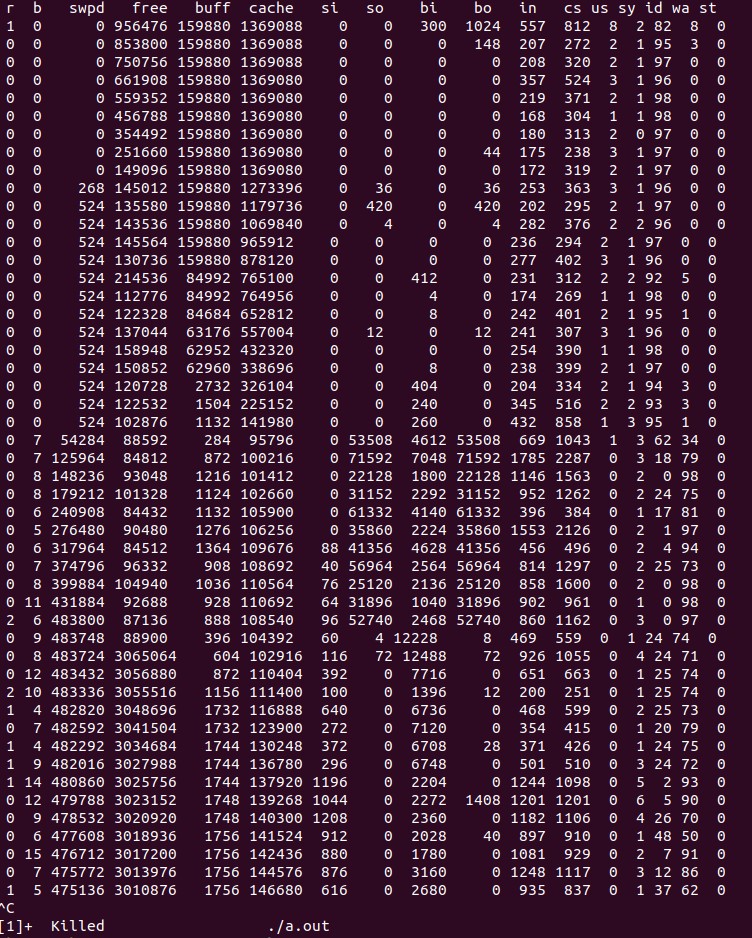 r b swpd free buff cache si so bi bo in cs us sy id wa st
1 0 0 956476 159880 1369088 0 0 300 1024 557 812 8 2 82 8 0
0 0 0 853800 159880 1369088 0 0 0 148 207 272 2 1 95 3 0
0 0 0 750756 159880 1369088 0 0 0 0 208 320 2 1 97 0 0
0 0 0 661908 159880 1369080 0 0 0 0 357 524 3 1 96 0 0
0 0 0 559352 159880 1369080 0 0 0 0 219 371 2 1 98 0 0
0 0 0 456788 159880 1369080 0 0 0 0 168 304 1 1 98 0 0
0 0 0 354492 159880 1369080 0 0 0 0 180 313 2 0 97 0 0
0 0 0 251660 159880 1369080 0 0 0 44 175 238 3 1 97 0 0
0 0 0 149096 159880 1369080 0 0 0 0 172 319 2 1 97 0 0
0 0 268 145012 159880 1273396 0 36 0 36 253 363 3 1 96 0 0
0 0 524 135580 159880 1179736 0 420 0 420 202 295 2 1 97 0 0
0 0 524 143536 159880 1069840 0 4 0 4 282 376 2 2 96 0 0
0 0 524 145564 159880 965912 0 0 0 0 236 294 2 1 97 0 0
0 0 524 130736 159880 878120 0 0 0 0 277 402 3 1 96 0 0
0 0 524 214536 84992 765100 0 0 412 0 231 312 2 2 92 5 0
0 0 524 112776 84992 764956 0 0 4 0 174 269 1 1 98 0 0
0 0 524 122328 84684 652812 0 0 8 0 242 401 2 1 95 1 0
0 0 524 137044 63176 557004 0 12 0 12 241 307 3 1 96 0 0
0 0 524 158948 62952 432320 0 0 0 0 254 390 1 1 98 0 0
0 0 524 150852 62960 338696 0 0 8 0 238 399 2 1 97 0 0
0 0 524 120728 2732 326104 0 0 404 0 204 334 2 1 94 3 0
0 0 524 122532 1504 225152 0 0 240 0 345 516 2 2 93 3 0
0 0 524 102876 1132 141980 0 0 260 0 432 858 1 3 95 1 0
0 7 54284 88592 284 95796 0 53508 4612 53508 669 1043 1 3 62 34 0
0 7 125964 84812 872 100216 0 71592 7048 71592 1785 2287 0 3 18 79 0
0 8 148236 93048 1216 101412 0 22128 1800 22128 1146 1563 0 2 0 98 0
0 8 179212 101328 1124 102660 0 31152 2292 31152 952 1262 0 2 24 75 0
0 6 240908 84432 1132 105900 0 61332 4140 61332 396 384 0 1 17 81 0
0 5 276480 90480 1276 106256 0 35860 2224 35860 1553 2126 0 2 1 97 0
0 6 317964 84512 1364 109676 88 41356 4628 41356 456 496 0 2 4 94 0
0 7 374796 96332 908 108692 40 56964 2564 56964 814 1297 0 2 25 73 0
0 8 399884 104940 1036 110564 76 25120 2136 25120 858 1600 0 2 0 98 0
0 11 431884 92688 928 110692 64 31896 1040 31896 902 961 0 1 0 98 0
2 6 483800 87136 888 108540 96 52740 2468 52740 860 1162 0 3 0 97 0
0 9 483748 88900 396 104392 60 4 12228 8 469 559 0 1 24 74 0
0 8 483724 3065064 604 102916 116 72 12488 72 926 1055 0 4 24 71 0
0 12 483432 3056880 872 110404 392 0 7716 0 651 663 0 1 25 74 0
2 10 483336 3055516 1156 111400 100 0 1396 12 200 251 0 1 25 74 0
1 4 482820 3048696 1732 116888 640 0 6736 0 468 599 0 2 25 73 0
0 7 482592 3041504 1732 123900 272 0 7120 0 354 415 0 1 20 79 0
1 4 482292 3034684 1744 130248 372 0 6708 28 371 426 0 1 24 75 0
1 9 482016 3027988 1744 136780 296 0 6748 0 501 510 0 3 24 72 0
1 14 480860 3025756 1744 137920 1196 0 2204 0 1244 1098 0 5 2 93 0
0 12 479788 3023152 1748 139268 1044 0 2272 1408 1201 1201 0 6 5 90 0
0 9 478532 3020920 1748 140300 1208 0 2360 0 1182 1106 0 4 26 70 0
0 6 477608 3018936 1756 141524 912 0 2028 40 897 910 0 1 48 50 0
0 15 476712 3017200 1756 142436 880 0 1780 0 1081 929 0 2 7 91 0
0 7 475772 3013972 1756 143976 876 0 3160 0 1248 1117 0 3 12 86 0
1 5 475136 3010876 1756 146680 616 0 2680 0 935 837 0 1 37 62 0
^C
[1]+ Killed ./a.out